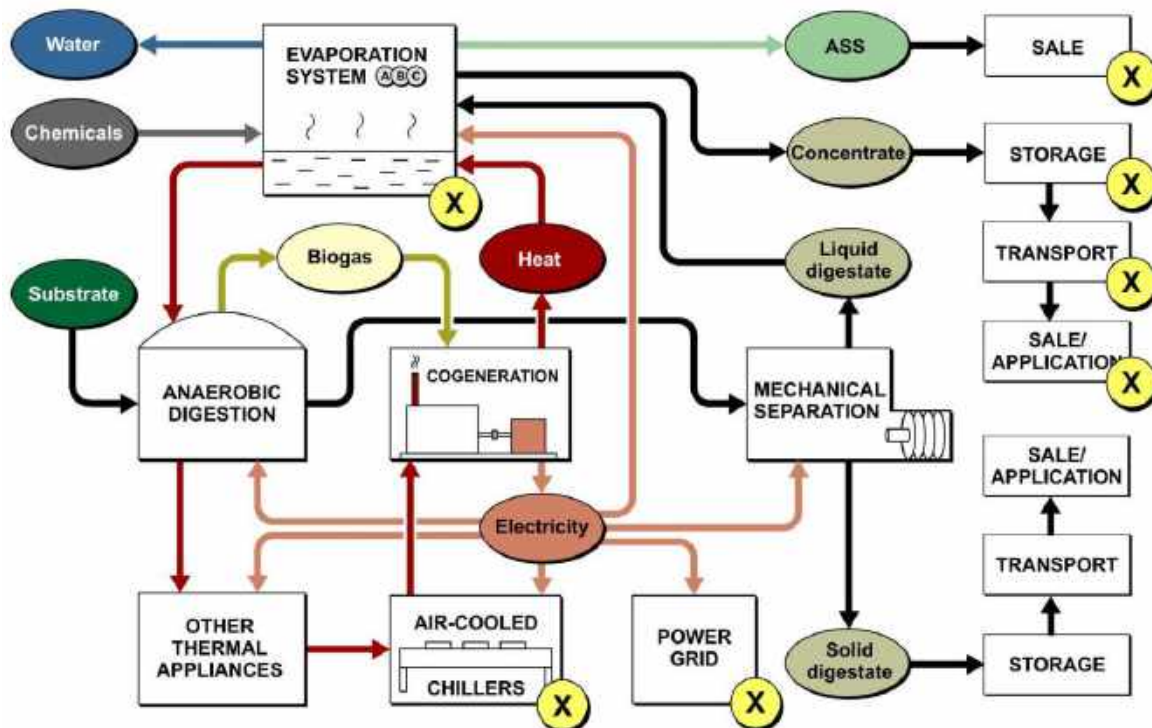 Water
EVAPORATION
SYSTEM ABC
ASS
SALE
X
Chemicals
Concentrate
STORAGE
X
X
Substrate
Biogas
Heat
Liquid
digestate
TRANSPORT
X
ANAEROBIC
DIGESTION
COGENERATION
MECHANICAL
SEPARATION
SALE/
APPLICATION
X
Electricity
SALE/
APPLICATION
TRANSPORT
OTHER
THERMAL
APPLIANCES
AIR-COOLED
CHILLERS
X
POWER
GRID
X
Solid
digestate
STORAGE